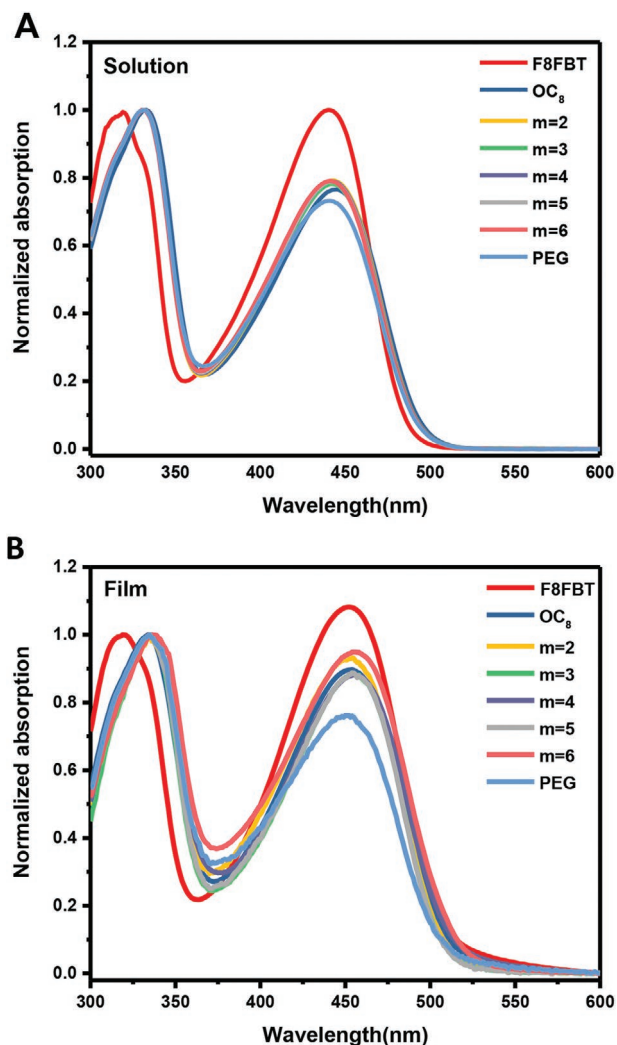 A
Solution
Normalized absorption
1.2
1.0
0.8
0.6
0.4
0.2
0.0
F8FBT
OC₈
m=2
m=3
m=4
m=5
m=6
PEG
300 350 400 450 500 550 600
Wavelength(nm)
B
Film
Normalized absorption
1.2
1.0
0.8
0.6
0.4
0.2
0.0
F8FBT
OC₈
m=2
m=3
m=4
m=5
m=6
PEG
300 350 400 450 500 550 600
Wavelength(nm)